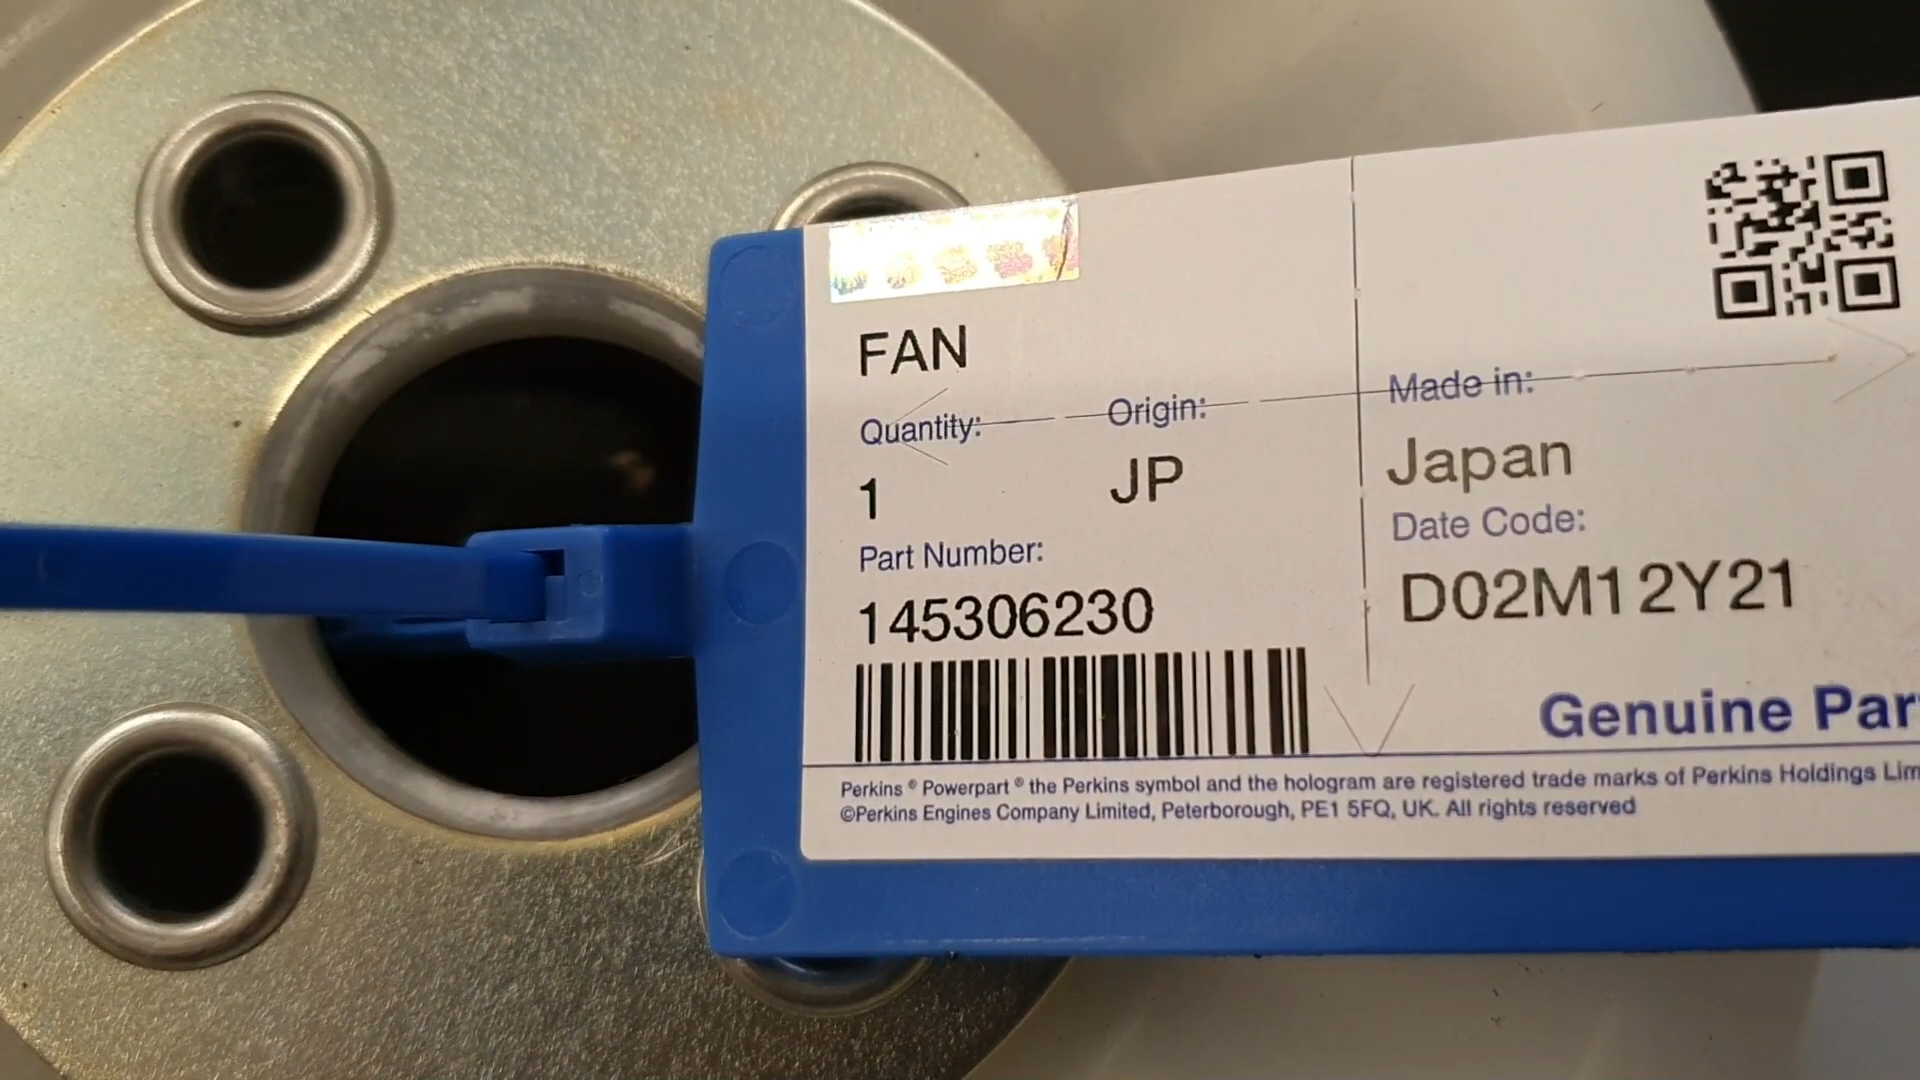 FAN
Quantity:
1
Origin:
JP
Part Number:
145306230
Made in:
Japan
Date Code:
D02M12Y21
Genuine Par
Perkins ® Powerpart ® the Perkins symbol and the hologram are registered trade marks of Perkins Holdings Lim
©Perkins Engines Company Limited, Peterborough, PE1 5FQ, UK. All rights reserved